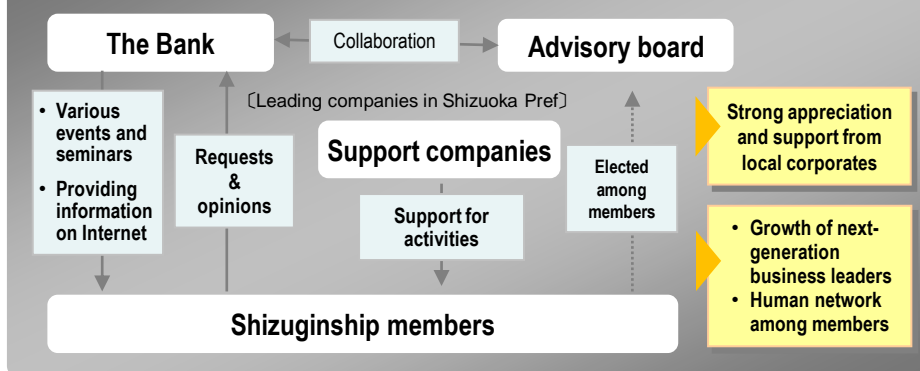 The Bank
Collaboration
Advisory board
• Various
events and
seminars
• Providing
information
on Internet
Requests
&
opinions
〔Leading companies in Shizuoka Pref〕
Support companies
Support for
activities
Elected
among
members
Shizuginship members
Strong appreciation
and support from
local corporates
• Growth of next-
generation
business leaders
• Human network
among members